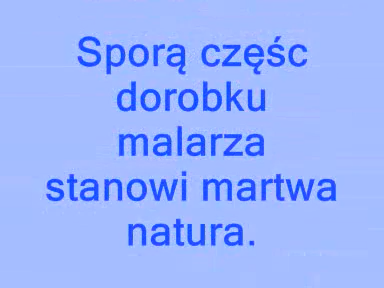 Sporą częśc
dorobku
malarza
stanowi martwa
natura.